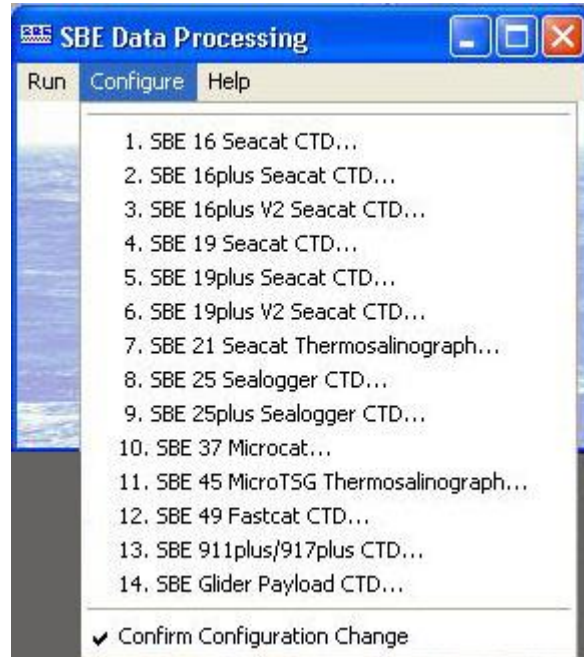 SBE SBE Data Processing
Run Configure Help
1. SBE 16 Seacat CTD...
2. SBE 16plus Seacat CTD...
3. SBE 16plus V2 Seacat CTD...
4. SBE 19 Seacat CTD...
5. SBE 19plus Seacat CTD...
6. SBE 19plus V2 Seacat CTD...
7. SBE 21 Seacat Thermosalinograph...
8. SBE 25 Sealogger CTD...
9. SBE 25plus Sealogger CTD...
10. SBE 37 Microcat...
11. SBE 45 MicroTSG Thermosalinograph...
12. SBE 49 Fastcat CTD...
13. SBE 911plus/917plus CTD...
14. SBE Glider Payload CTD...
Confirm Configuration Change